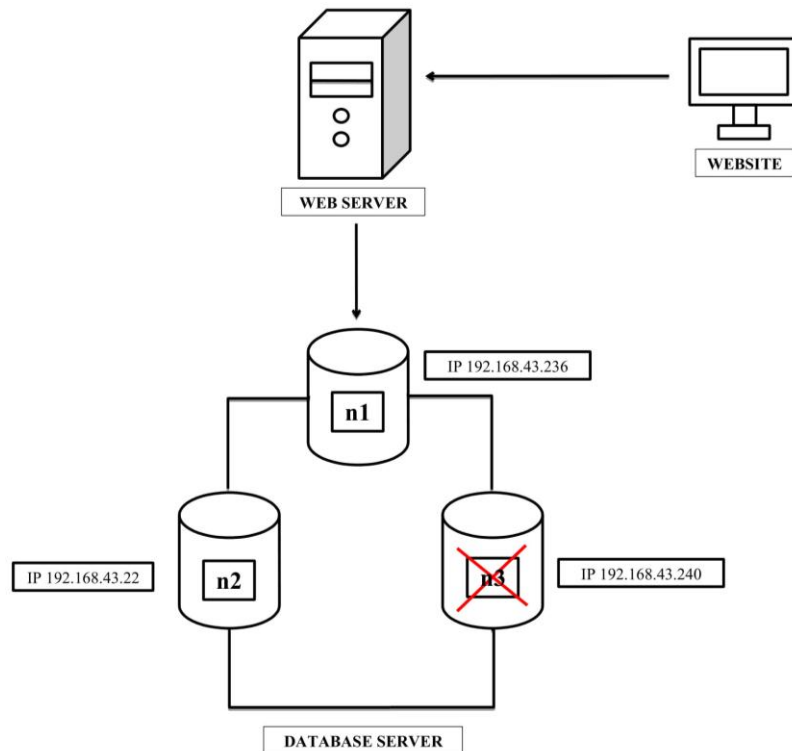 WEB SERVER
WEBSITE
IP 192.168.43.236
n1
IP 192.168.43.22
n2
n3
IP 192.168.43.240
DATABASE SERVER